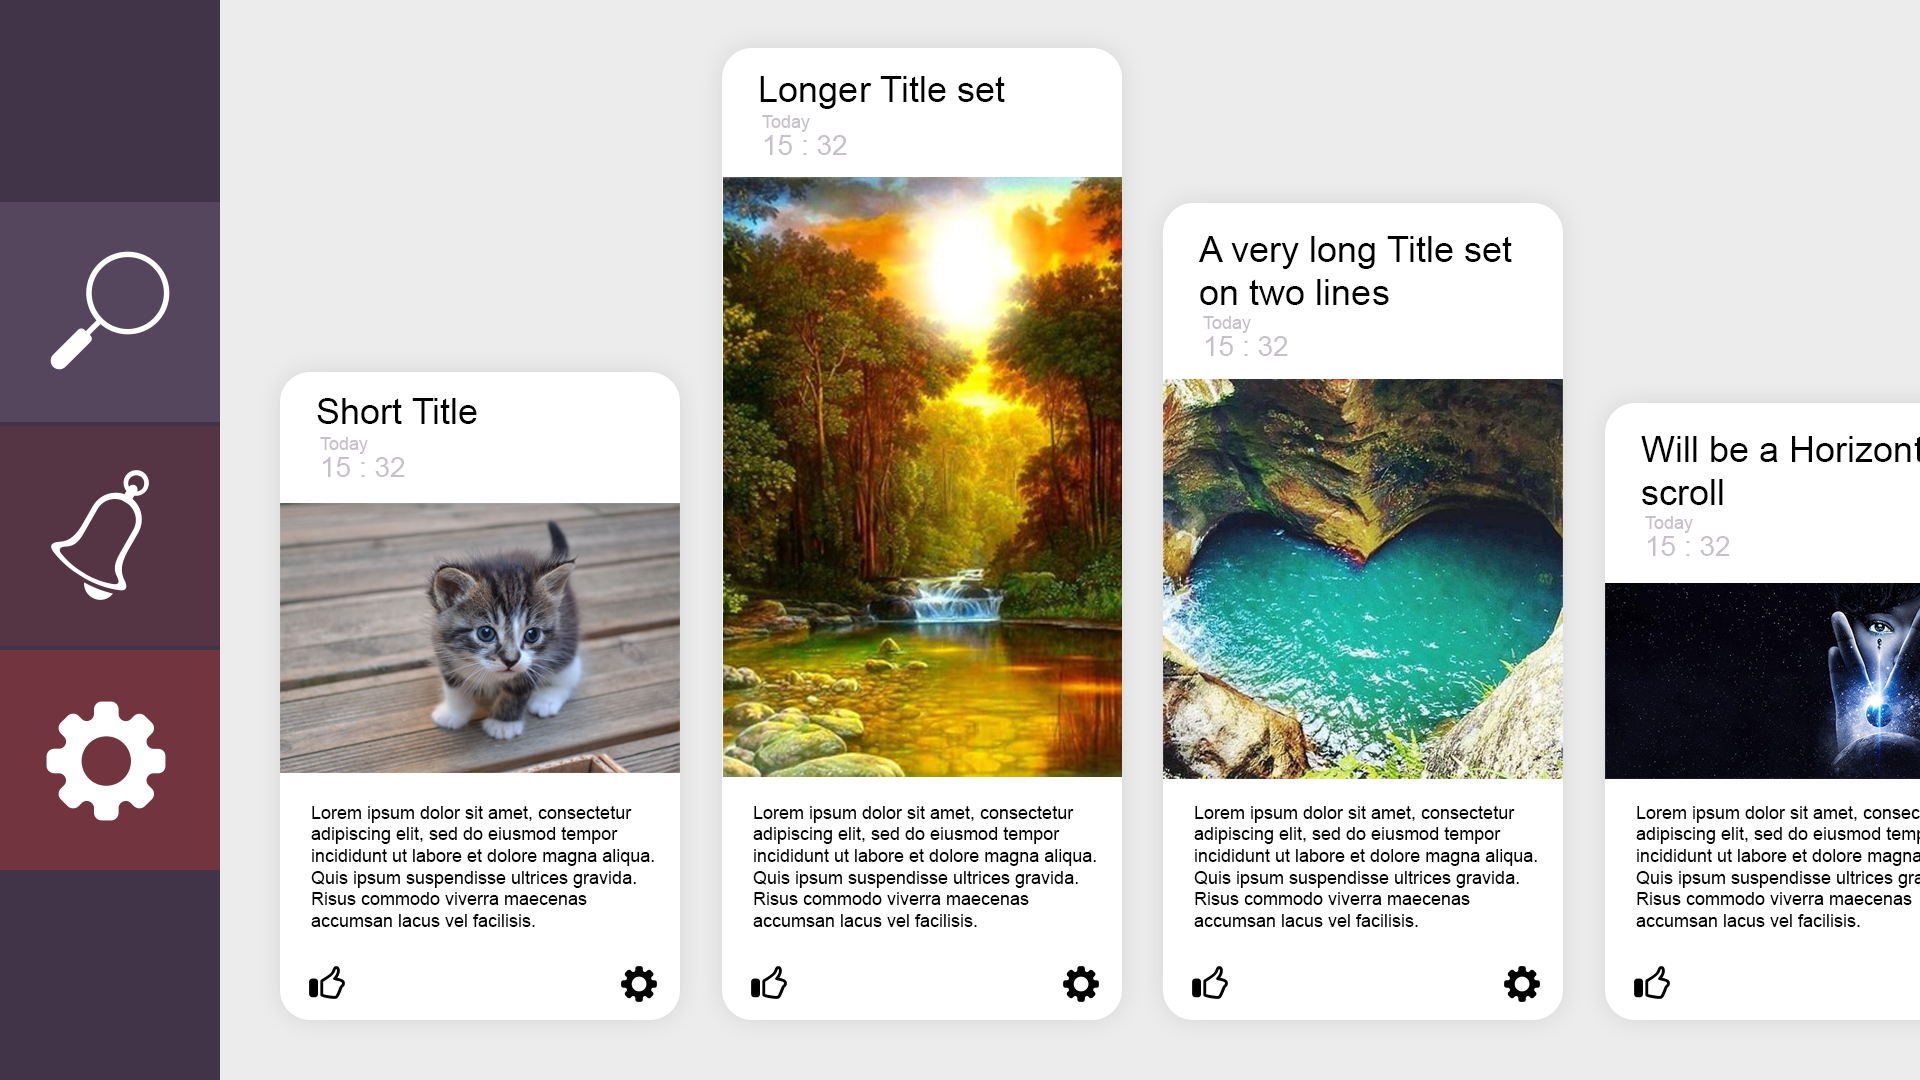 Short Title
Today
15 : 32
Lorem ipsum dolor sit amet, consectetur
adipiscing elit, sed do eiusmod tempor
incididunt ut labore et dolore magna aliqua.
Quis ipsum suspendisse ultrices gravida.
Risus commodo viverra maecenas
accumsan lacus vel facilisis.
Longer Title set
Today
15 : 32
Lorem ipsum dolor sit amet, consectetur
adipiscing elit, sed do eiusmod tempor
incididunt ut labore et dolore magna aliqua.
Quis ipsum suspendisse ultrices gravida.
Risus commodo viverra maecenas
accumsan lacus vel facilisis.
A very long Title set
on two lines
Today
15 : 32
Lorem ipsum dolor sit amet, consectetur
adipiscing elit, sed do eiusmod tempor
incididunt ut labore et dolore magna aliqua.
Quis ipsum suspendisse ultrices gravida.
Risus commodo viverra maecenas
accumsan lacus vel facilisis.
Will be a Horizont
scroll
Today
15 : 32
Lorem ipsum dolor sit amet, consec
adipiscing elit, sed do eiusmod temp
incididunt ut labore et dolore magna
Quis ipsum suspendisse ultrices gra
Risus commodo viverra maecenas
accumsan lacus vel facilisis.